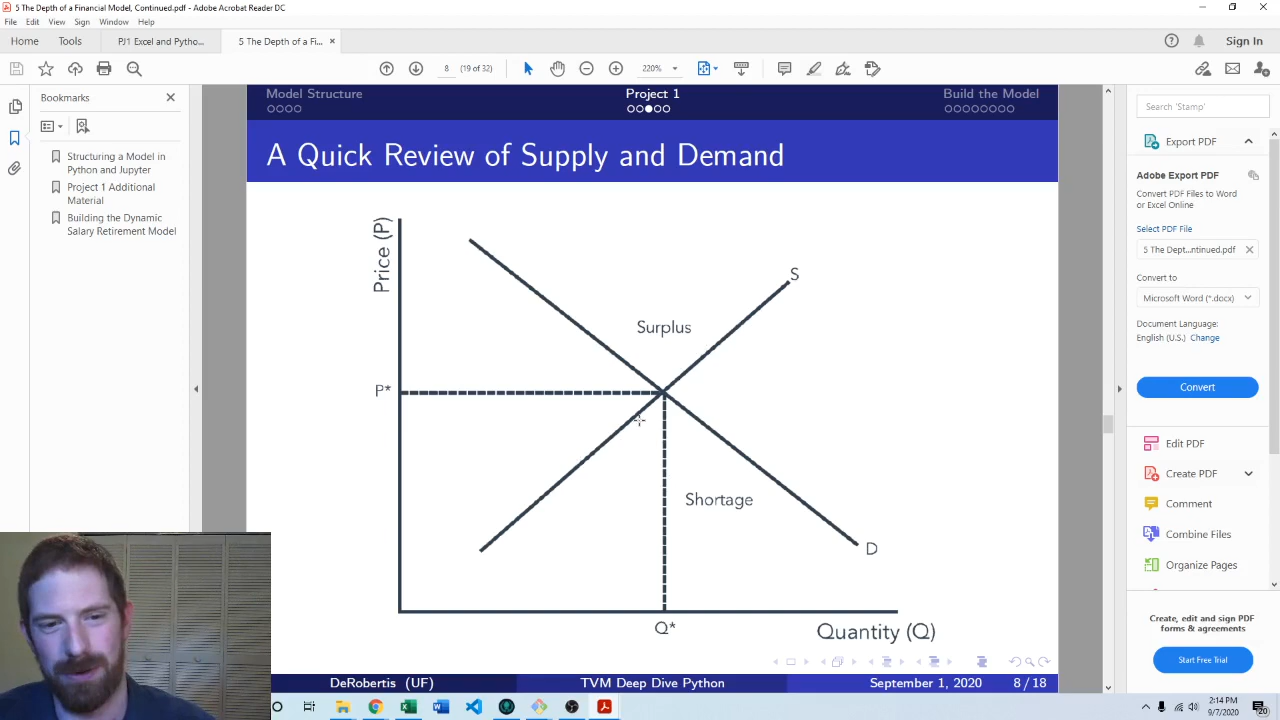 5 The Depth of a Financial Model, Continued.pdf - Adobe Acrobat Reader DC
File Edit View Sign Window Help
Home Tools PJ1 Excel and Pytho... 5 The Depth of a Fi... × Sign In
8 (19 of 32) 220%
Bookmarks
Structuring a Model in
Python and Jupyter
Project 1 Additional
Material
Building the Dynamic
Salary Retirement Model
Model Structure Project 1 Build the Model
A Quick Review of Supply and Demand
Price (P)
S
Surplus
P*
Shortage
D
Q*
Quantity (Q)
DeRobertis (UF) TVM Deep Dive Python September 1, 2020 8 / 18
Search 'Stamp'
Export PDF
Adobe Export PDF
Convert PDF Files to Word
or Excel Online
Select PDF File
5 The Dept...ntinued.pdf
Convert to
Microsoft Word (*.docx)
Document Language:
English (U.S.) Change
Convert
Edit PDF
Create PDF
Comment
Combine Files
Organize Pages
Create, edit and sign PDF
forms & agreements
Start Free Trial
2:14 PM
9/7/2020
20